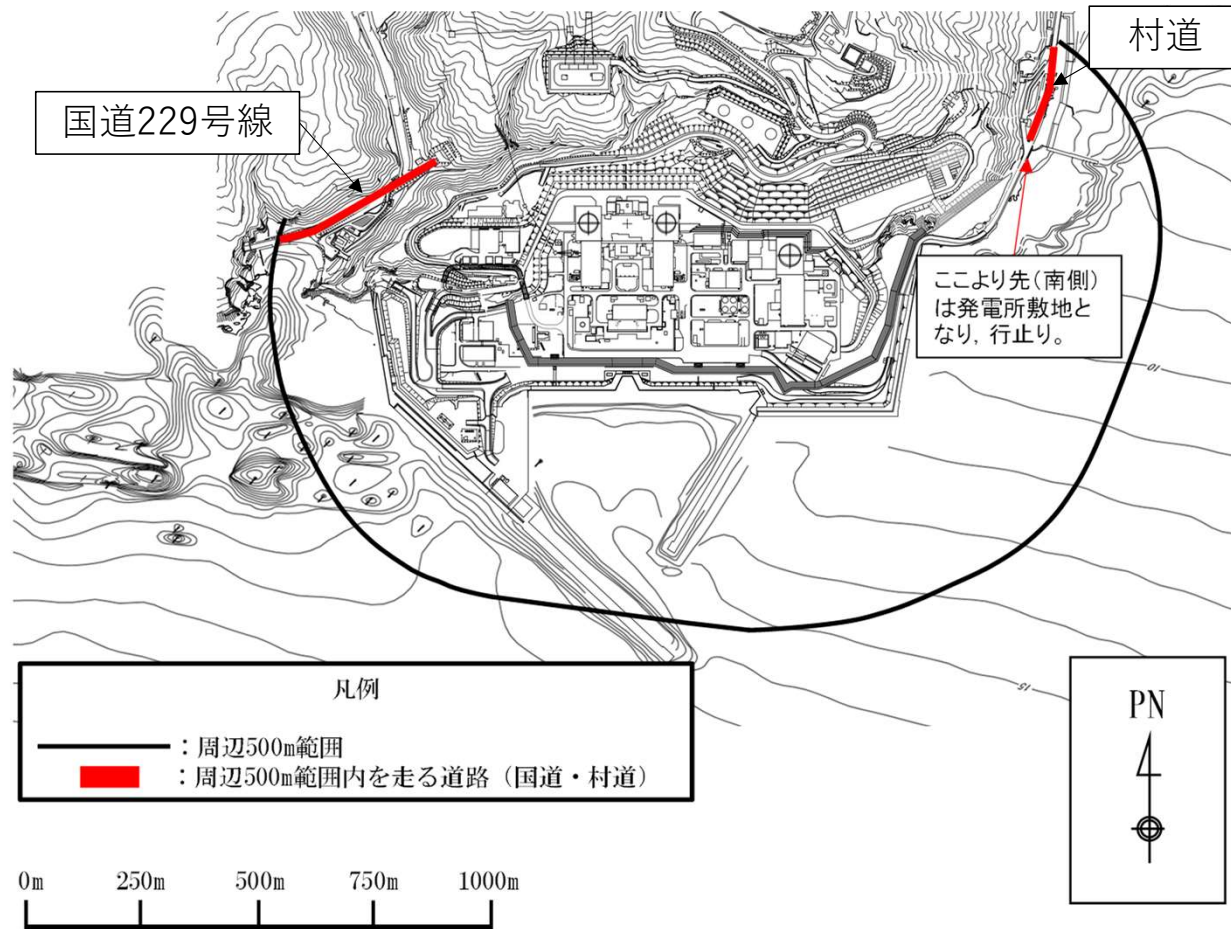 村道
国道229号線
ここより先(南側)
は発電所敷地と
なり, 行止り。
10
15
凡例
：周辺500m範囲
：周辺500m範囲内を走る道路（国道・村道）
PN
0m 250m 500m 750m 1000m